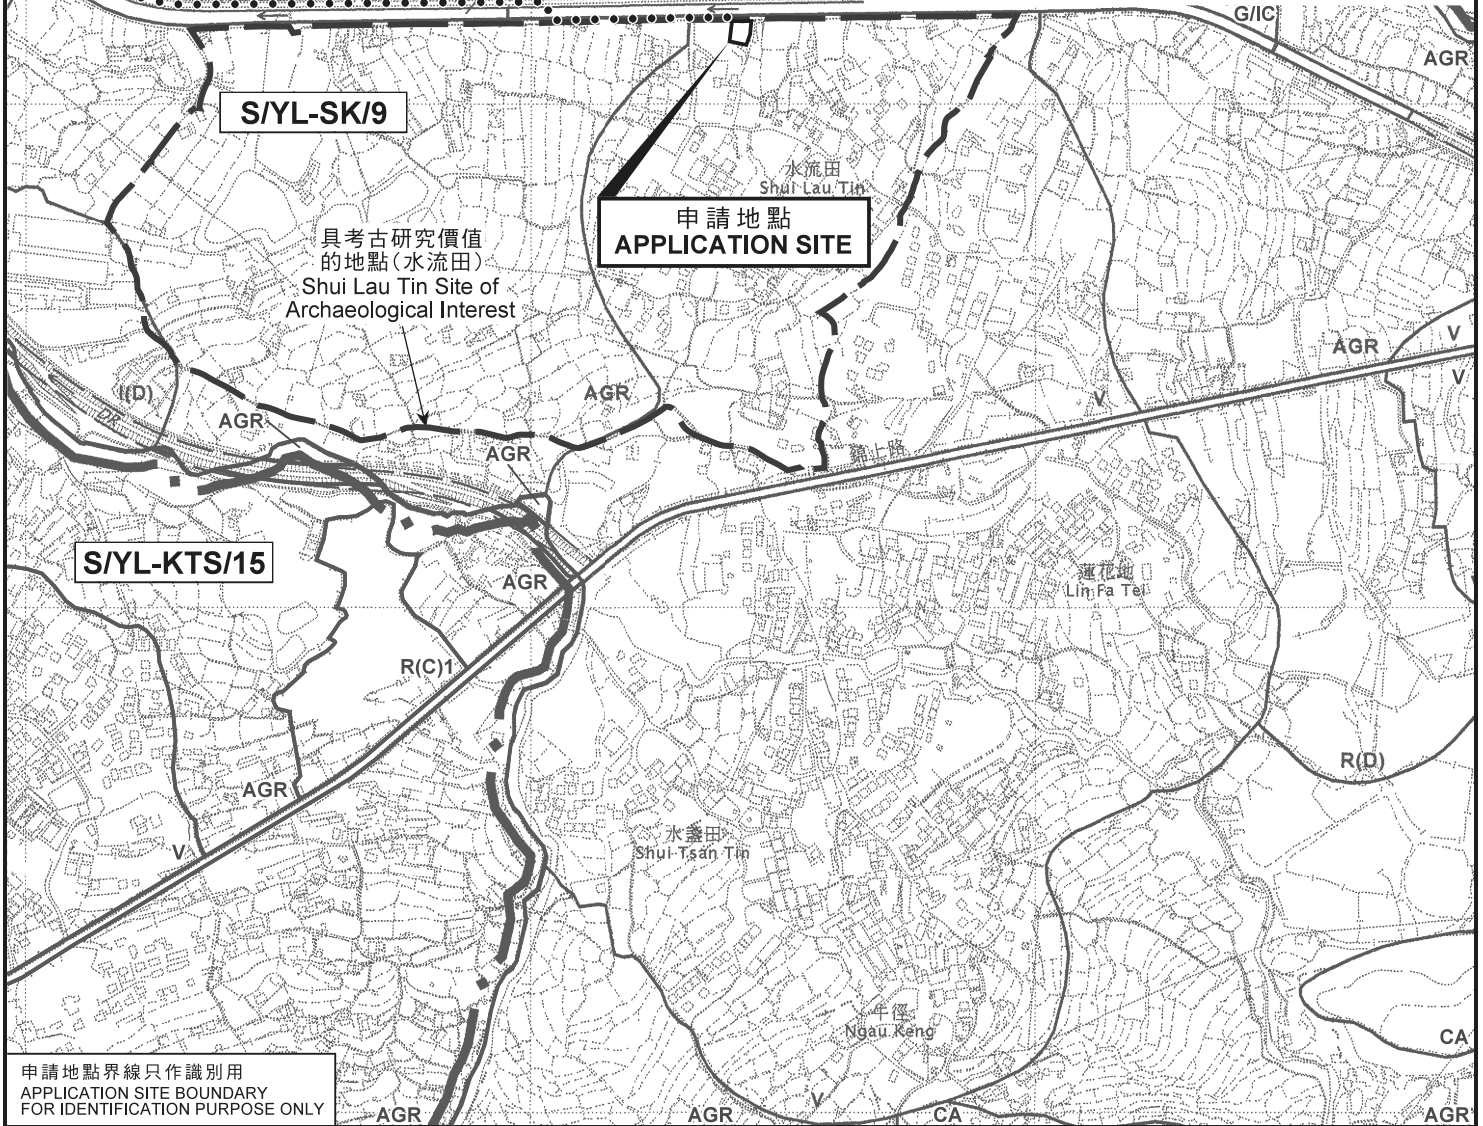 G/IC
AGR
S/YL-SK/9
水流田
Shui Lau Tin
申請地點
APPLICATION SITE
具考古研究價值
的地點(水流田)
Shui Lau Tin Site of
Archaeological Interest
V
AGR
V
I(D)
AGR
V
AGR
DR
AGR
錦上路
S/YL-KTS/15
AGR
蓮花地
Lin Fa Tei
R(C)1
R(D)
AGR
水盞田
Shui Tsan Tin
V
牛徑
Ngau Keng
CA
申請地點界線只作識別用
APPLICATION SITE BOUNDARY
FOR IDENTIFICATION PURPOSE ONLY
AGR
AGR
V
CA
AGR